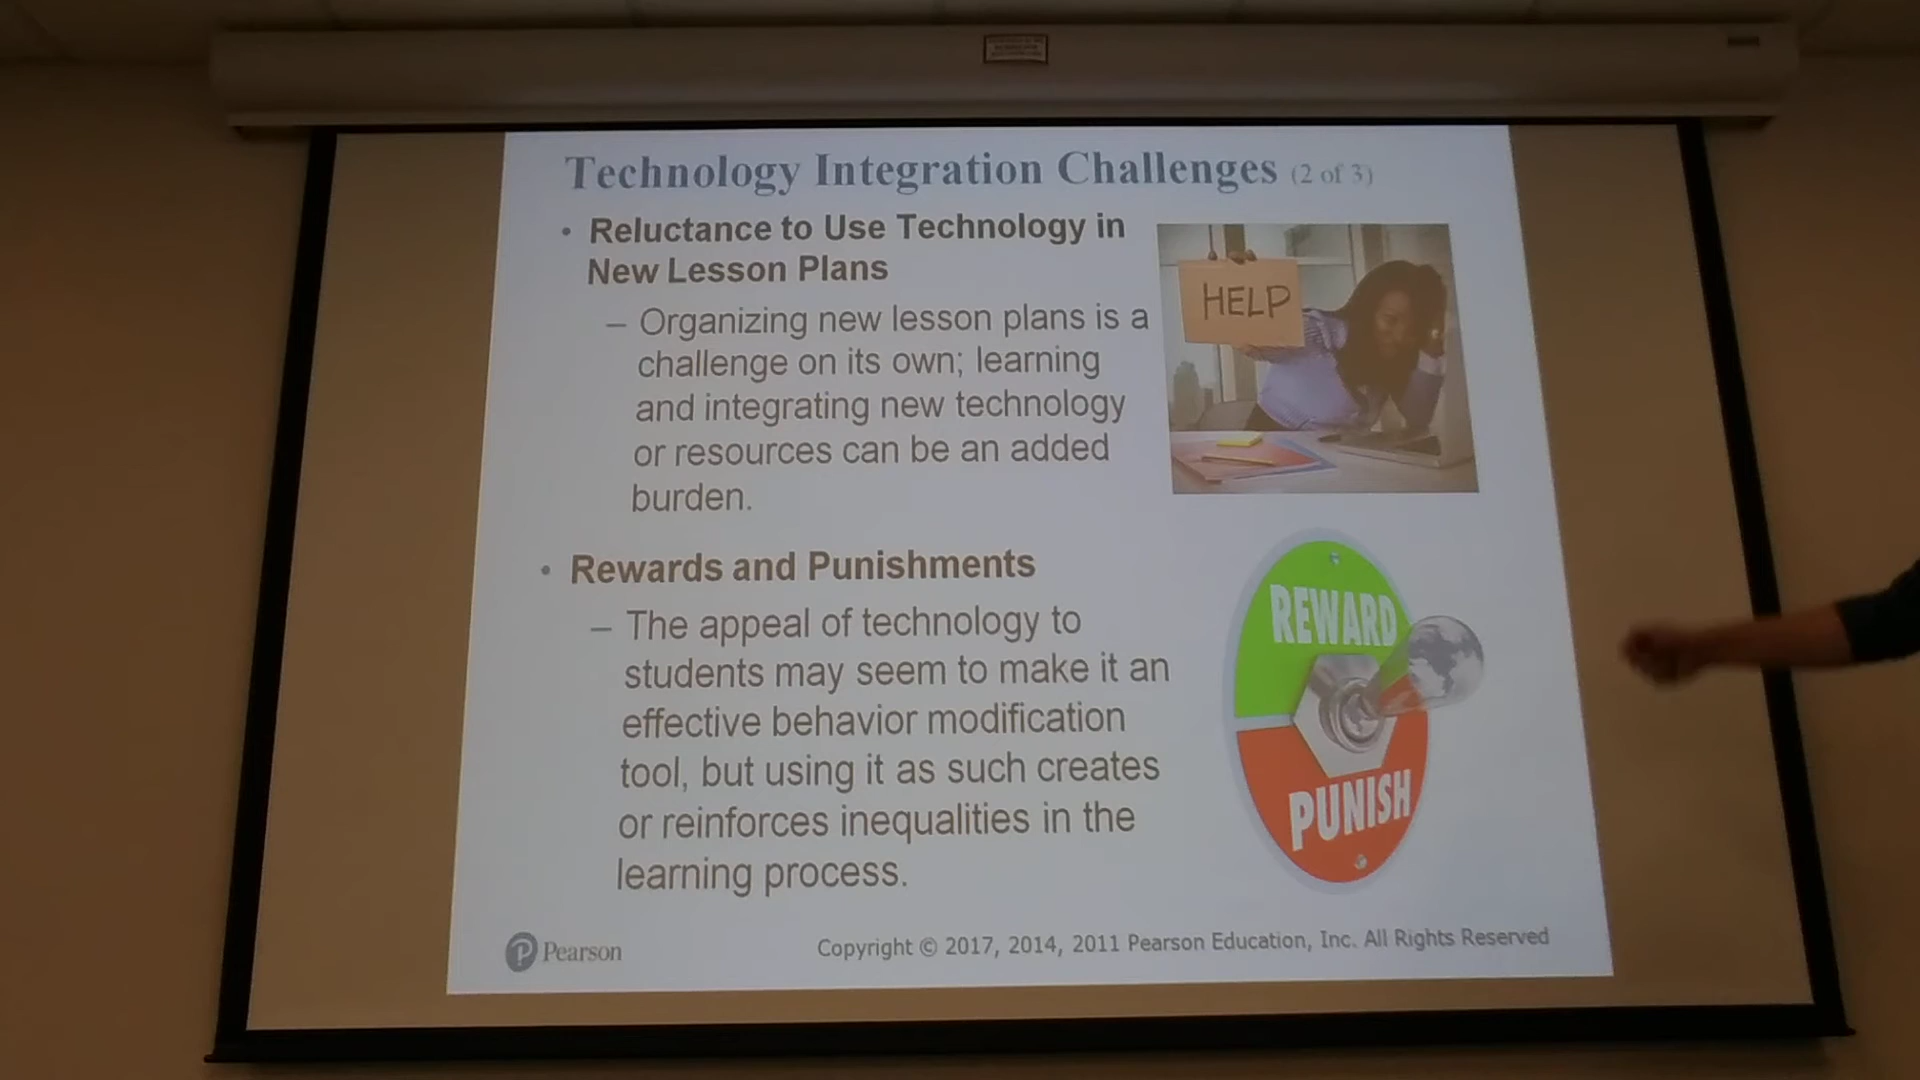 Technology Integration Challenges (2 of 3)
• Reluctance to Use Technology in
New Lesson Plans
– Organizing new lesson plans is a
challenge on its own; learning
and integrating new technology
or resources can be an added
burden.
HELP
• Rewards and Punishments
– The appeal of technology to
students may seem to make it an
effective behavior modification
tool, but using it as such creates
or reinforces inequalities in the
learning process.
REWARD
PUNISH
Pearson
Copyright © 2017, 2014, 2011 Pearson Education, Inc. All Rights Reserved